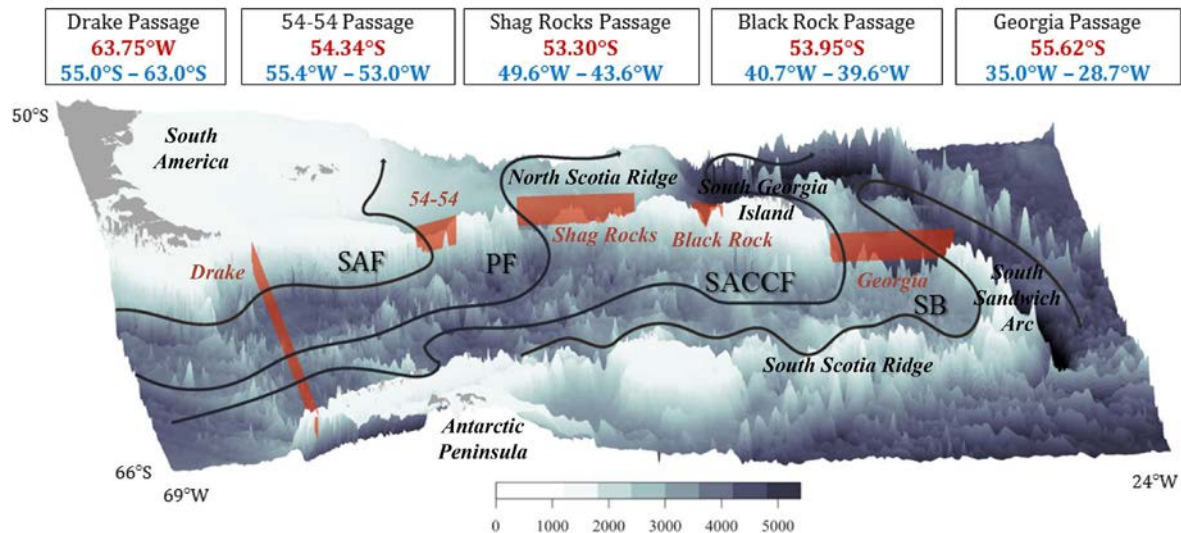 Drake Passage
63.75°W
55.0°S – 63.0°S
54-54 Passage
54.34°S
55.4°W – 53.0°W
Shag Rocks Passage
53.30°S
49.6°W – 43.6°W
Black Rock Passage
53.95°S
40.7°W – 39.6°W
Georgia Passage
55.62°S
35.0°W – 28.7°W
50°S
South
America
54-54
North Scotia Ridge
South Georgia
Island
Shag Rocks
Black Rock
Drake
SAF
PF
SACCF
Georgia
SB
South
Sandwich
Arc
South Scotia Ridge
Antarctic
Peninsula
66°S
69°W
24°W
0 1000 2000 3000 4000 5000